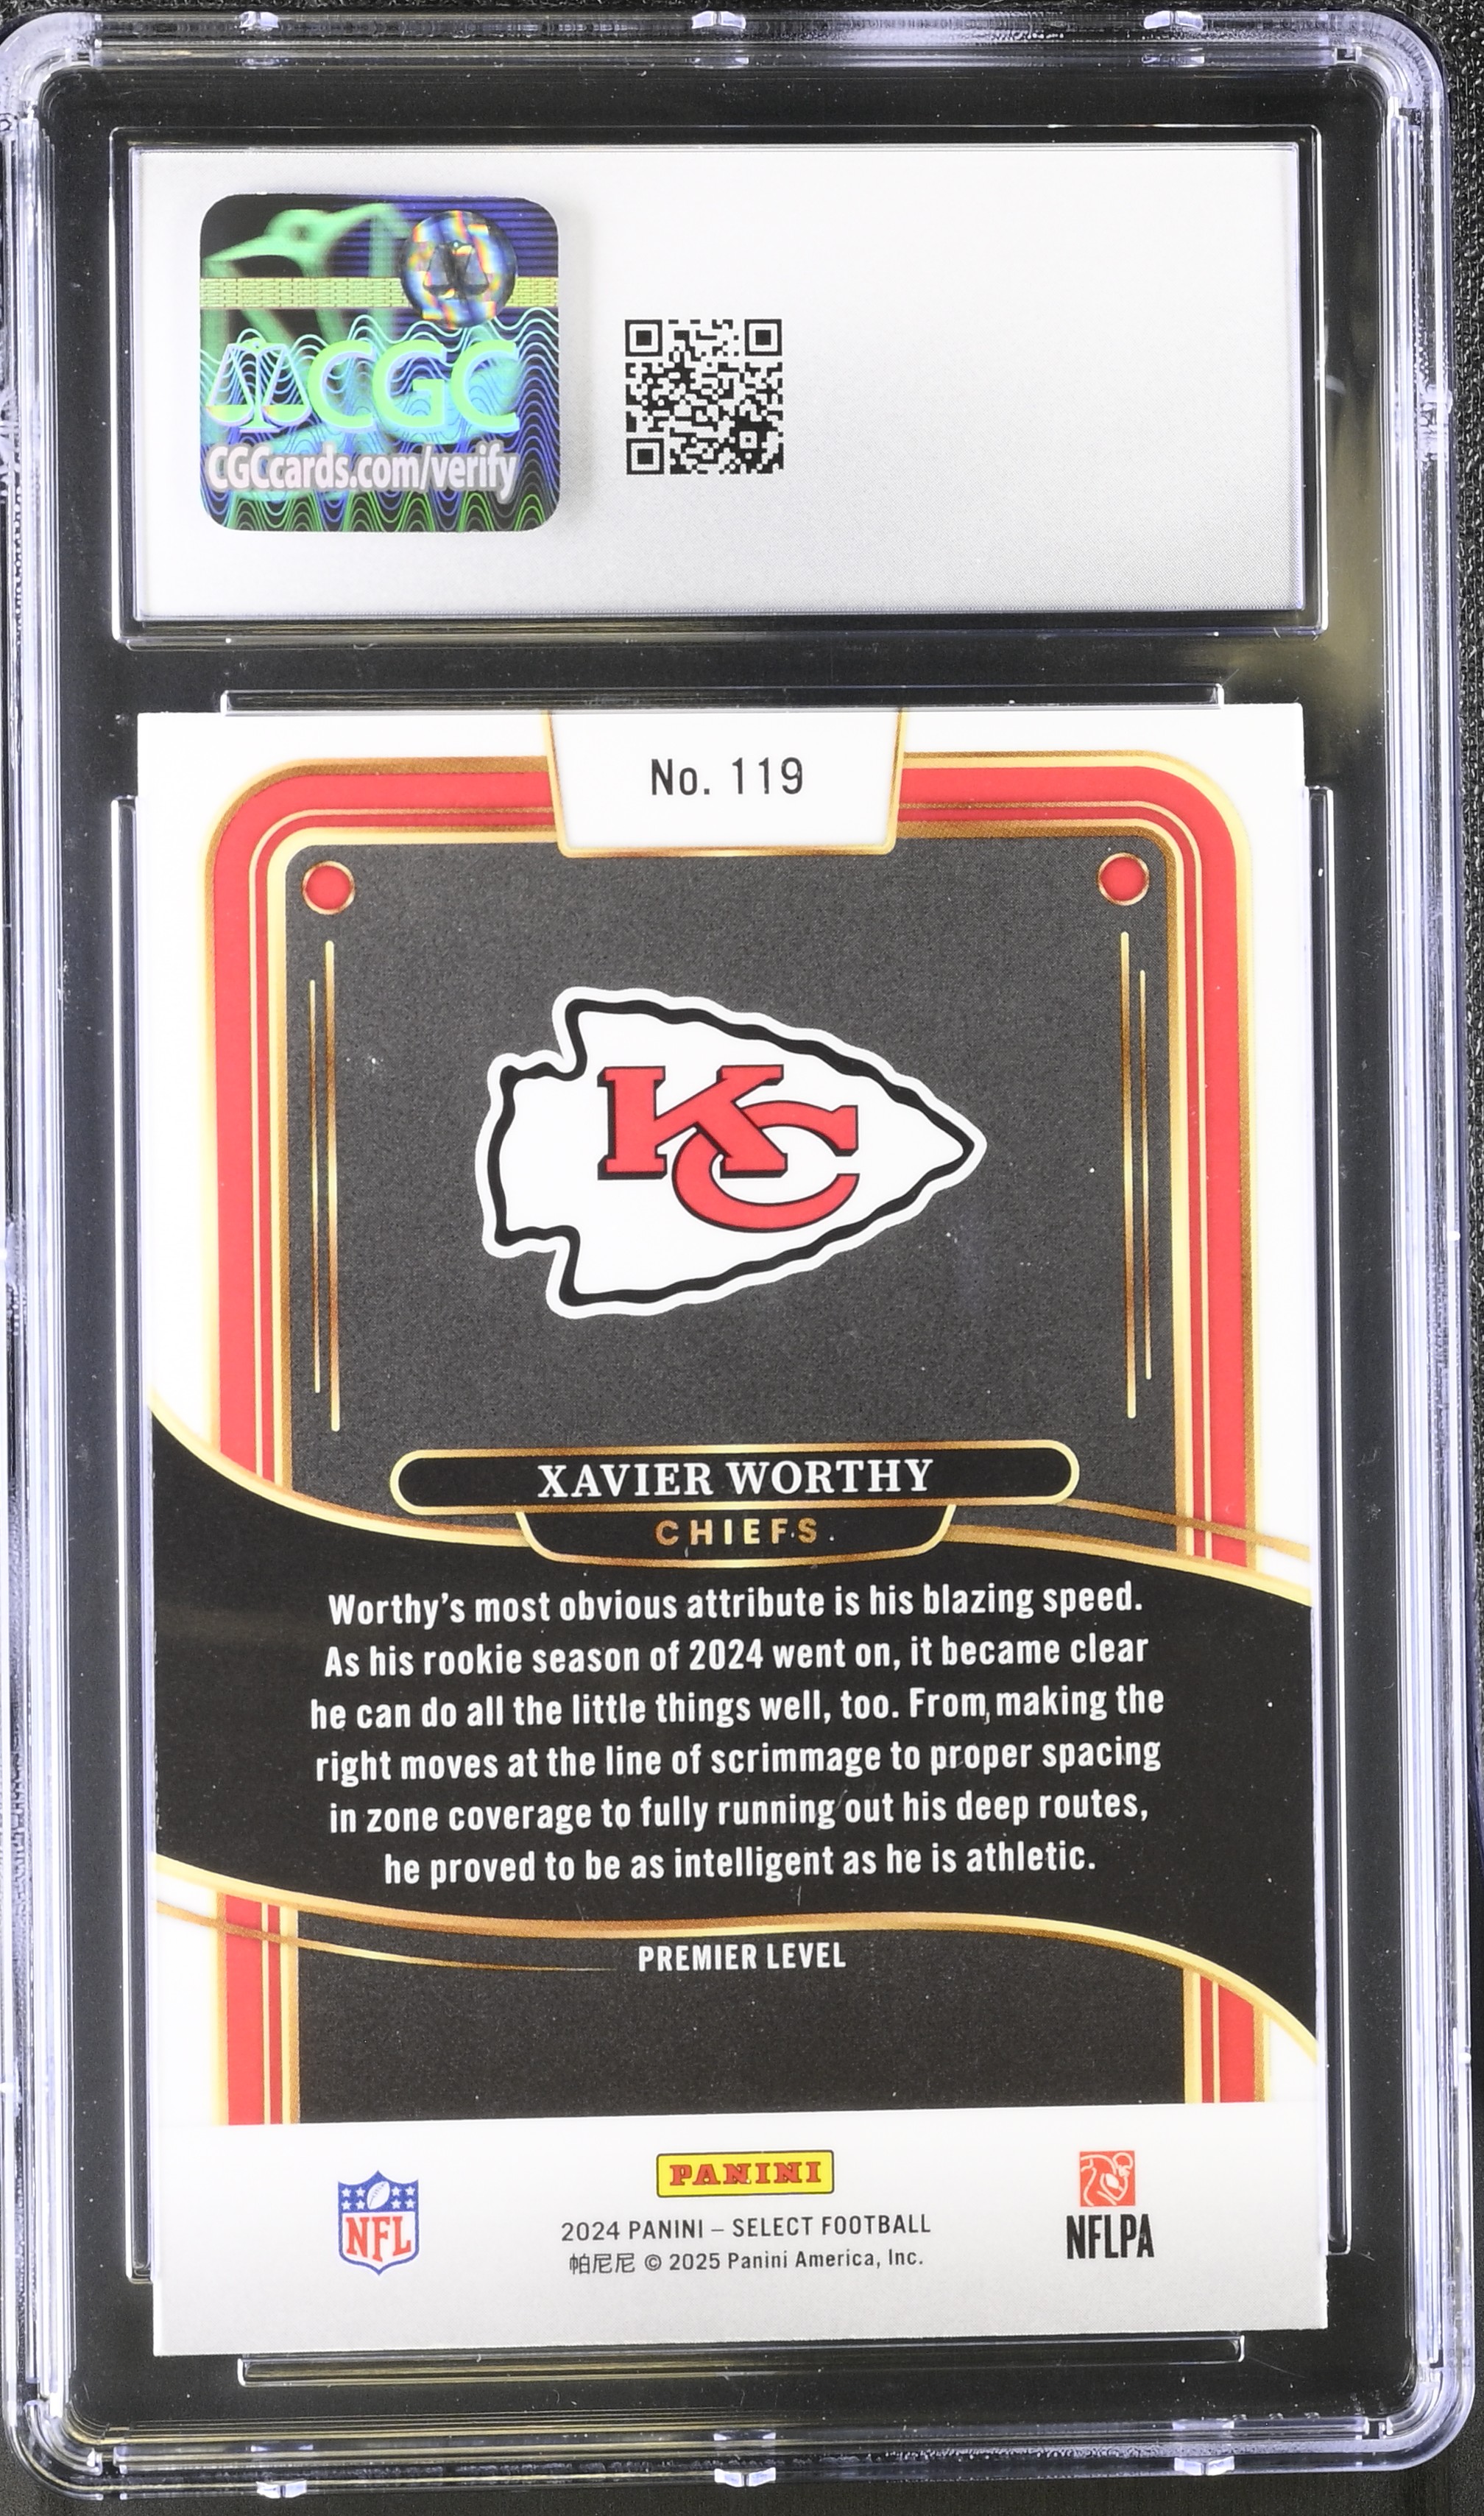 CGC
CGCcards.com/verify
No. 119
KC
XAVIER WORTHY
CHIEFS
Worthy's most obvious attribute is his blazing speed.
As his rookie season of 2024 went on, it became clear
he can do all the little things well, too. From making the
right moves at the line of scrimmage to proper spacing
in zone coverage to fully running out his deep routes,
he proved to be as intelligent as he is athletic.
PREMIER LEVEL
PANINI
NFL
2024 PANINI – SELECT FOOTBALL
帕尼尼 © 2025 Panini America, Inc.
NFLPA